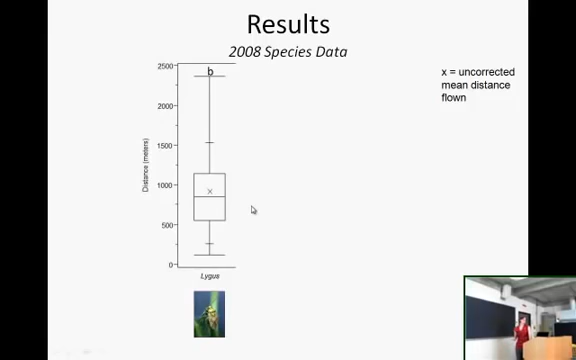 Results
2008 Species Data
x = uncorrected
mean distance
flown
b
2500
2000
1500
1000
500
0
Distance (meters)
Lygus
x